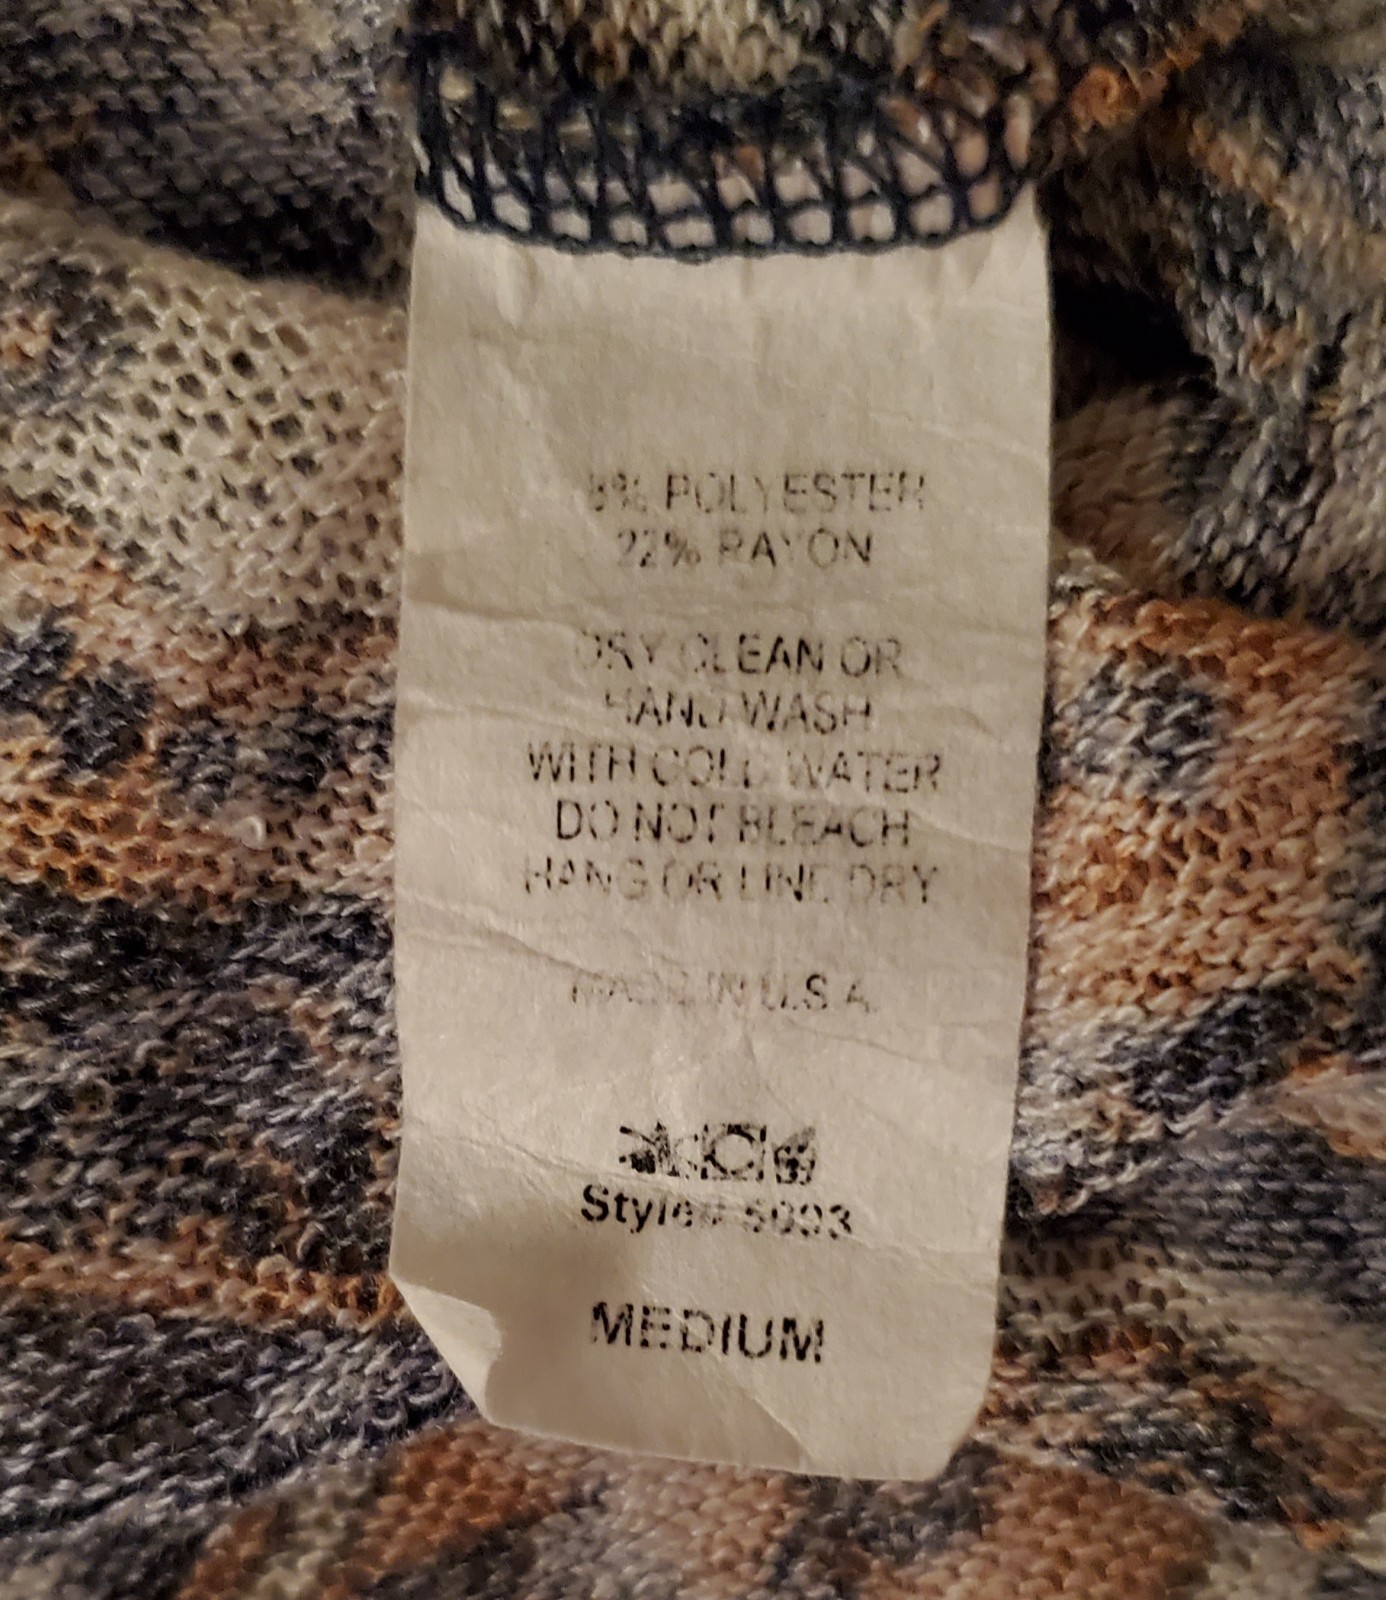 8% POLYESTER
22% RAYON
DRY CLEAN OR
HAND WASH
WITH COLD WATER
DO NOT BLEACH
HANG OR LINE DRY
MADE IN U.S.A.
Style#
MEDIUM